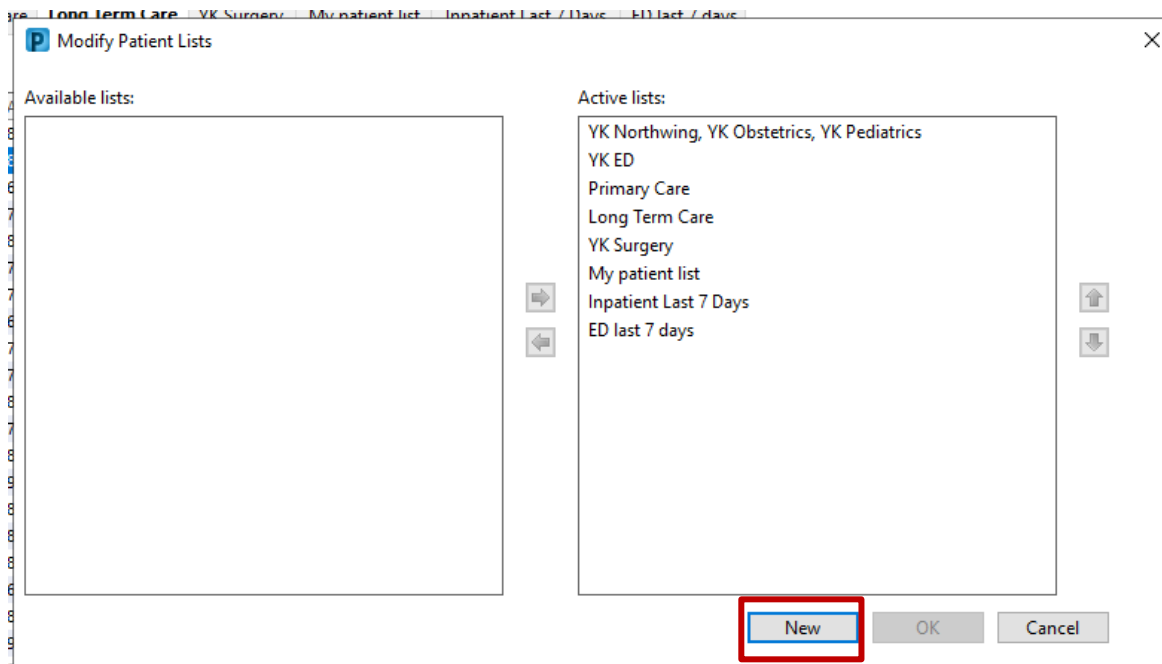 are Long Term Care YK Surgery My patient list Inpatient Last 7 Days ED last 7 days
P Modify Patient Lists
Available lists:
Active lists:
YK Northwing, YK Obstetrics, YK Pediatrics
YK ED
Primary Care
Long Term Care
YK Surgery
My patient list
Inpatient Last 7 Days
ED last 7 days
New OK Cancel